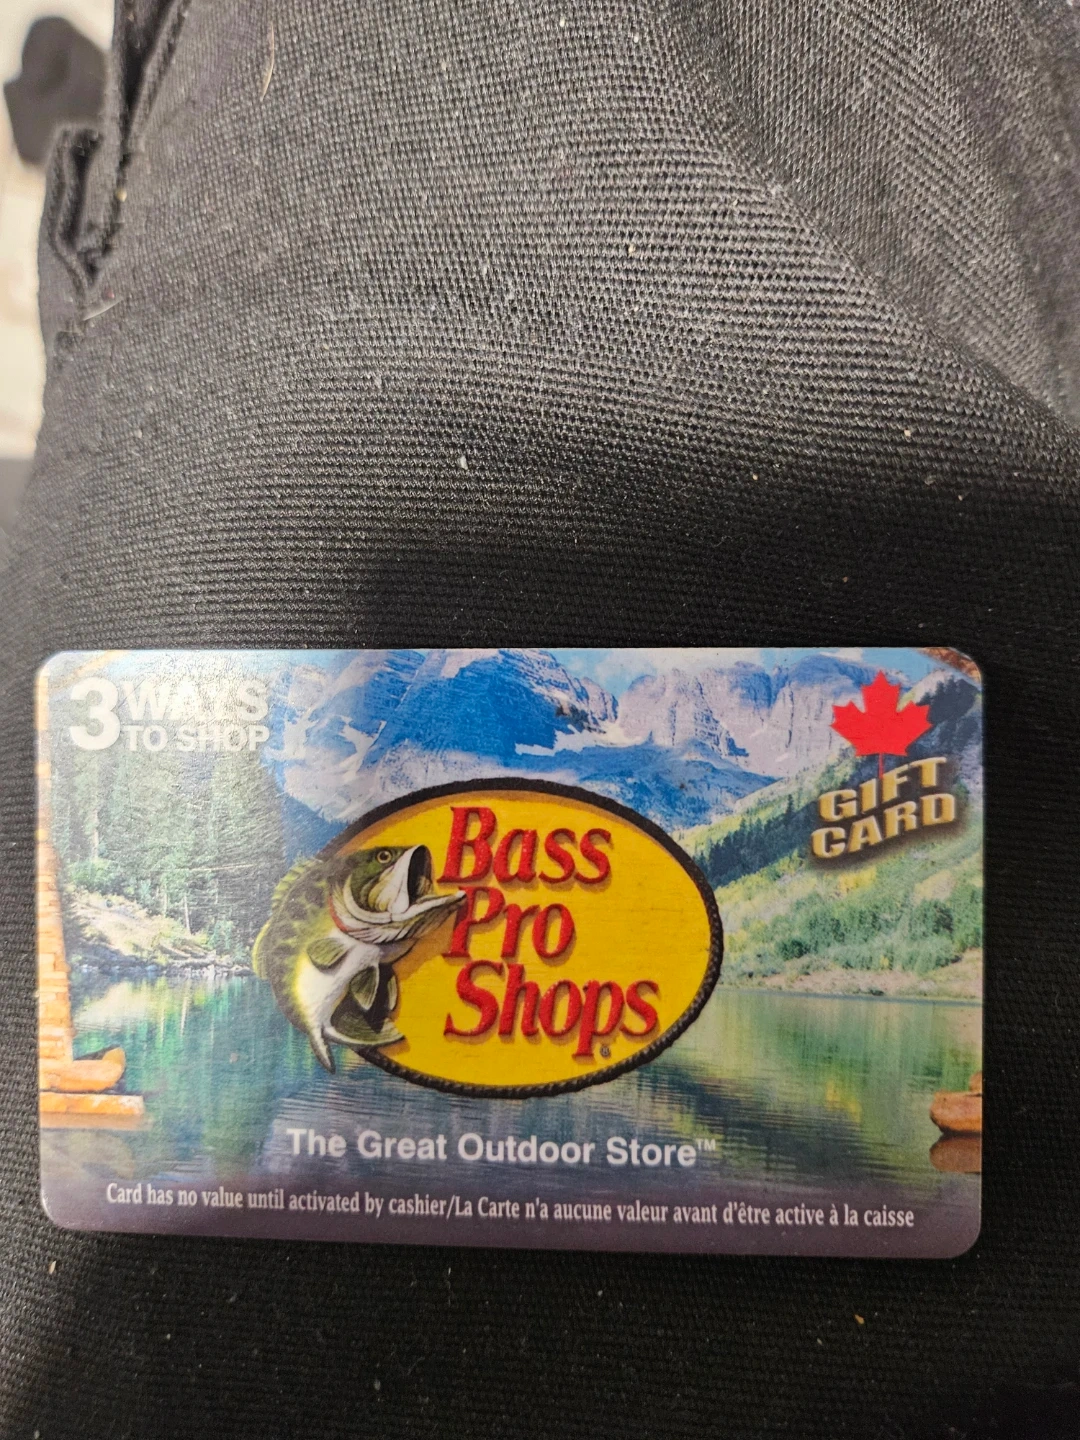 3 WAYS
TO SHOP
GIFT
CARD
Bass
Pro
Shops®
The Great Outdoor Store™
Card has no value until activated by cashier/La Carte n'a aucune valeur avant d'être active à la caisse